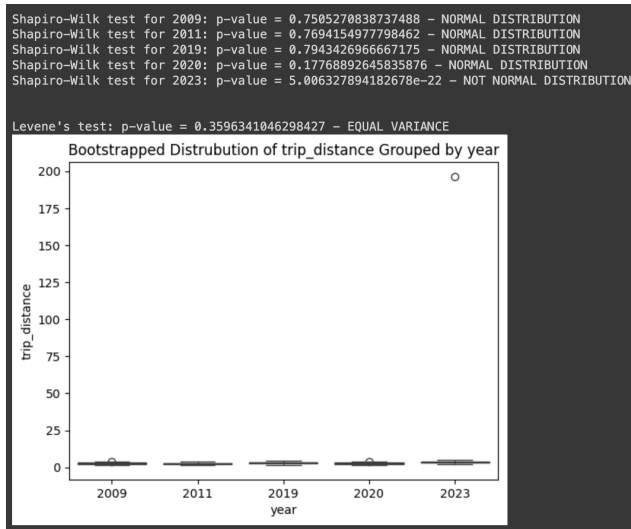 Shapiro-Wilk test for 2009: p-value = 0.7505270838737488 – NORMAL DISTRIBUTION
Shapiro-Wilk test for 2011: p-value = 0.7694154977798462 – NORMAL DISTRIBUTION
Shapiro-Wilk test for 2019: p-value = 0.7943426966667175 – NORMAL DISTRIBUTION
Shapiro-Wilk test for 2020: p-value = 0.17768892645835876 – NORMAL DISTRIBUTION
Shapiro-Wilk test for 2023: p-value = 5.006327894182678e-22 – NOT NORMAL DISTRIBUTION
Levene's test: p-value = 0.3596341046298427 – EQUAL VARIANCE
Bootstrapped Distrubution of trip_distance Grouped by year
200
175
150
125
100
75
50
25
0
trip_distance
2009 2011 2019 2020 2023
year